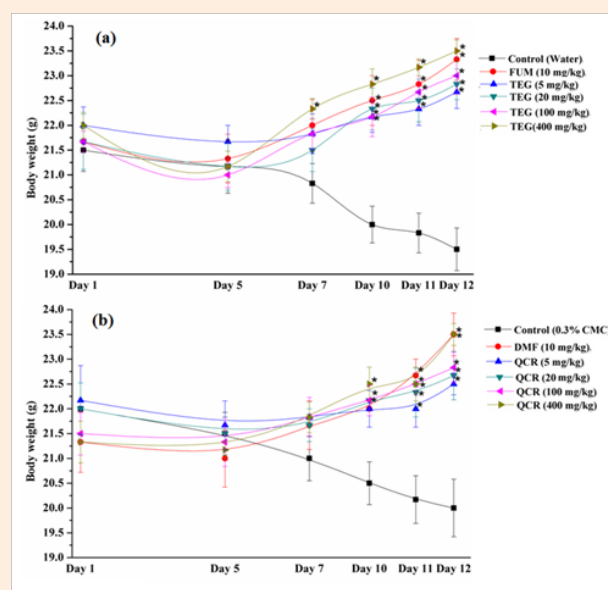 (a)
Control (Water)
FUM (10 mg/kg)
TEG (5 mg/kg)
TEG (20 mg/kg)
TEG (100 mg/kg)
TEG(400 mg/kg)
Body weight (g)
24.0
23.5
23.0
22.5
22.0
21.5
21.0
20.5
20.0
19.5
19.0
Day 1
Day 5
Day 7
Day 10
Day 11
Day 12
(b)
Control (0.3% CMC)
DMF (10 mg/kg)
QCR (5 mg/kg)
QCR (20 mg/kg)
QCR (100 mg/kg)
QCR (400 mg/kg)
Body weight (g)
24.0
23.5
23.0
22.5
22.0
21.5
21.0
20.5
20.0
19.5
19.0
Day 1
Day 5
Day 7
Day 10
Day 11
Day 12